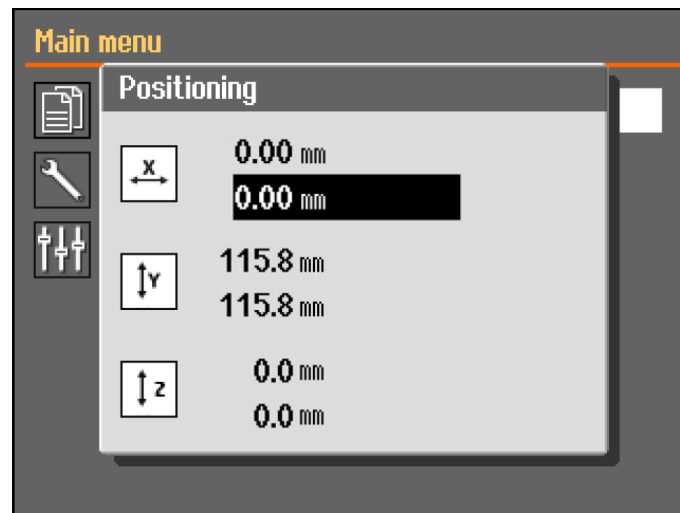 Main menu
Positioning
X
0.00 mm
0.00 mm
Y
115.8 mm
115.8 mm
Z
0.0 mm
0.0 mm